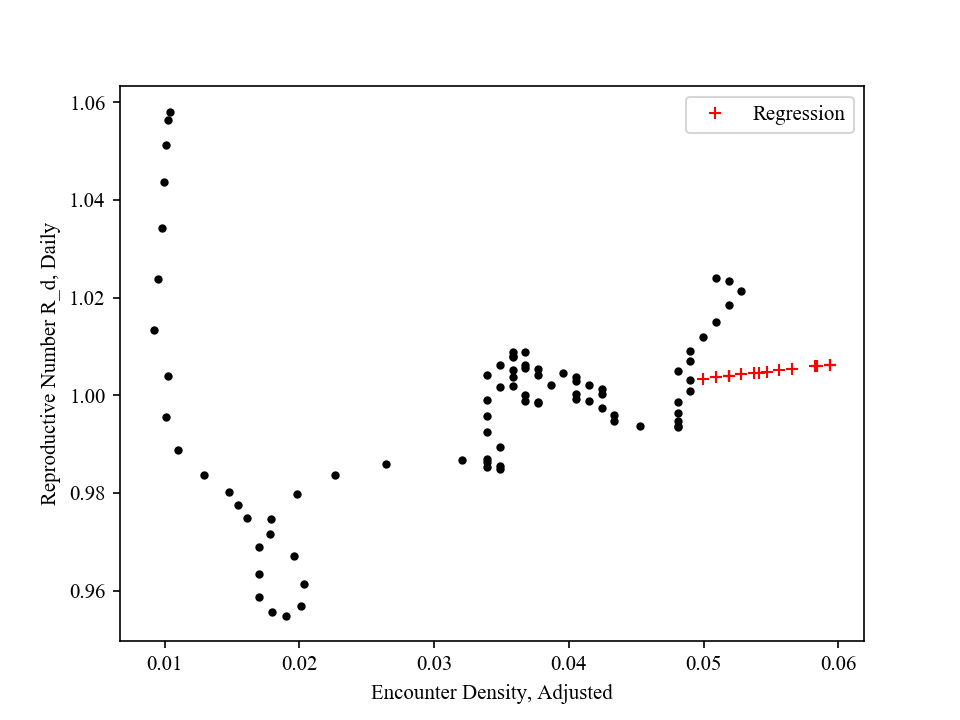 Regression
1.06
1.04
1.02
1.00
0.98
0.96
Reproductive Number R_d, Daily
0.01 0.02 0.03 0.04 0.05 0.06
Encounter Density, Adjusted